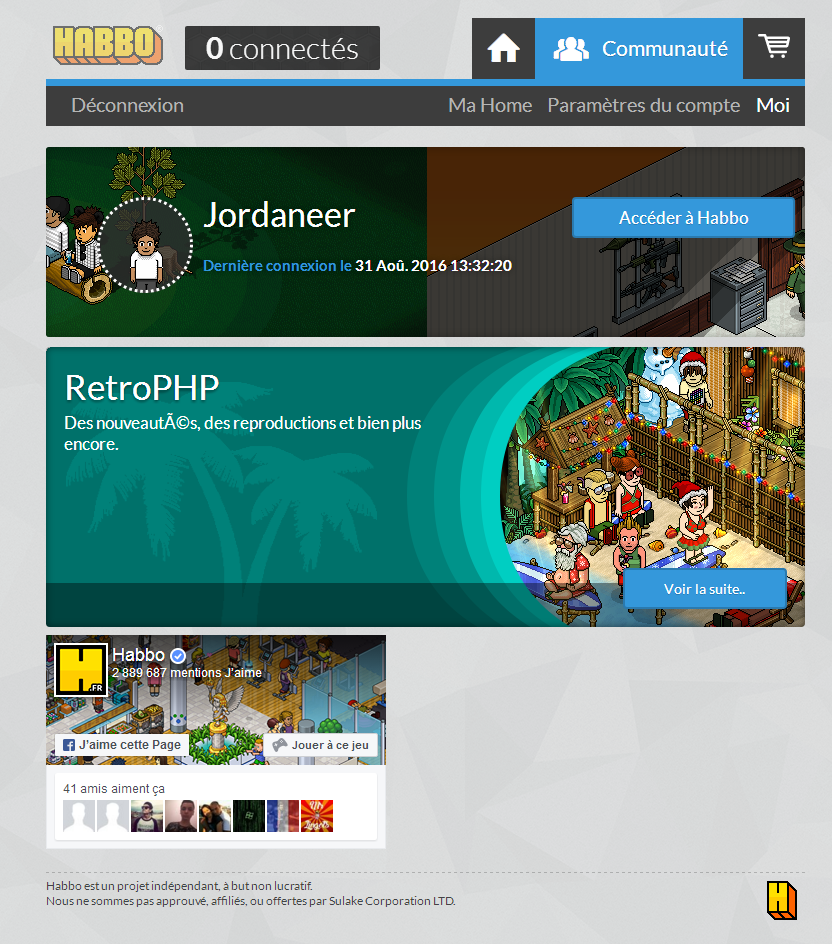 HABBO
0 connectés
Communauté
Déconnexion
Ma Home Paramètres du compte Moi
Jordaneer
Dernière connexion le 31 Aoû. 2016 13:32:20
Accéder à Habbo
RetroPHP
Des nouveautÃ©s, des reproductions et bien plus
encore.
Voir la suite..
H
.FR
Habbo
2 889 687 mentions J’aime
J’aime cette Page
Jouer à ce jeu
41 amis aiment ça
Habbo est un projet indépendant, à but non lucratif.
Nous ne sommes pas approuvé, affiliés, ou offertes par Sulake Corporation LTD.
H